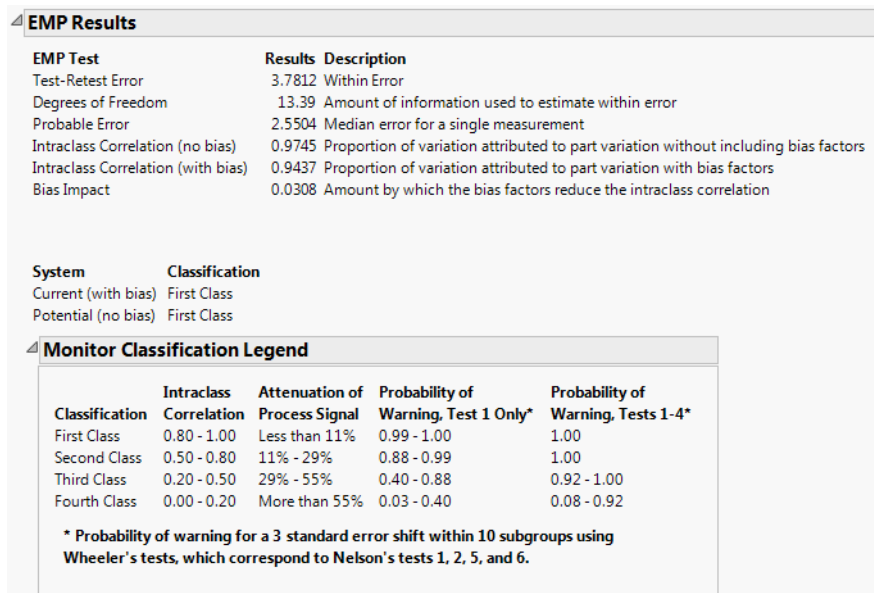 EMP Results
EMP Test Results Description
Test-Retest Error 3.7812 Within Error
Degrees of Freedom 13.39 Amount of information used to estimate within error
Probable Error 2.5504 Median error for a single measurement
Intraclass Correlation (no bias) 0.9745 Proportion of variation attributed to part variation without including bias factors
Intraclass Correlation (with bias) 0.9437 Proportion of variation attributed to part variation with bias factors
Bias Impact 0.0308 Amount by which the bias factors reduce the intraclass correlation
System Classification
Current (with bias) First Class
Potential (no bias) First Class
Monitor Classification Legend
Intraclass Attenuation of Probability of Probability of
Classification Correlation Process Signal Warning, Test 1 Only* Warning, Tests 1-4*
First Class 0.80 - 1.00 Less than 11% 0.99 - 1.00 1.00
Second Class 0.50 - 0.80 11% - 29% 0.88 - 0.99 1.00
Third Class 0.20 - 0.50 29% - 55% 0.40 - 0.88 0.92 - 1.00
Fourth Class 0.00 - 0.20 More than 55% 0.03 - 0.40 0.08 - 0.92
* Probability of warning for a 3 standard error shift within 10 subgroups using
Wheeler's tests, which correspond to Nelson's tests 1, 2, 5, and 6.